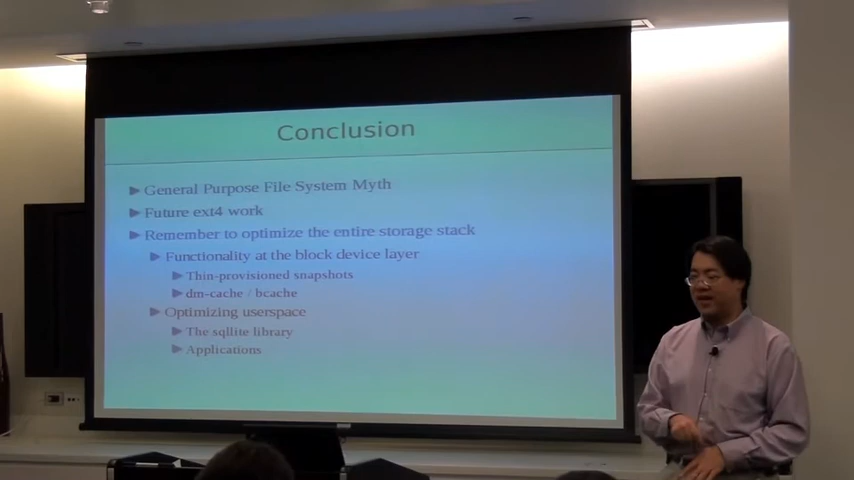 Conclusion
General Purpose File System Myth
Future ext4 work
Remember to optimize the entire storage stack
Functionality at the block device layer
Thin-provisioned snapshots
dm-cache / bcache
Optimizing userspace
The sqllite library
Applications